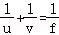 1/u + 1/v = 1/f